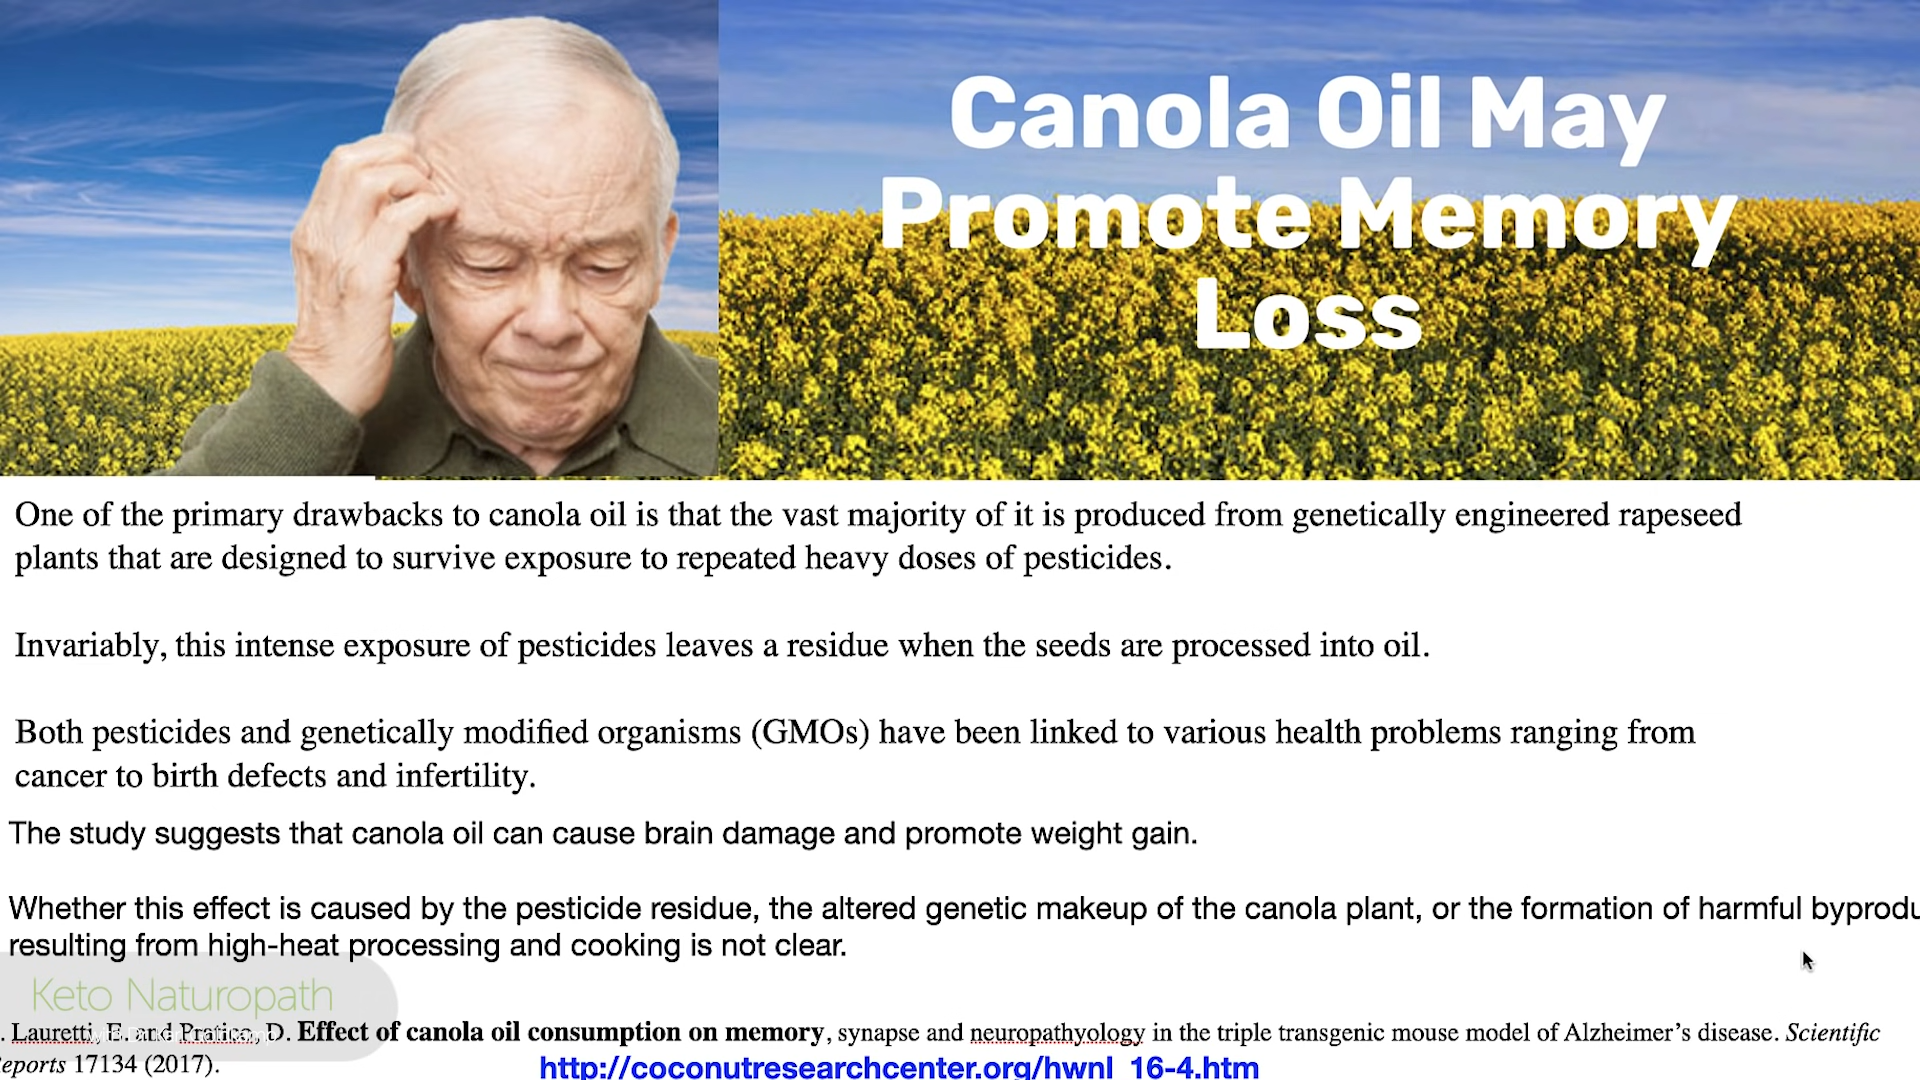 Canola Oil May
Promote Memory
Loss
One of the primary drawbacks to canola oil is that the vast majority of it is produced from genetically engineered rapeseed
plants that are designed to survive exposure to repeated heavy doses of pesticides.
Invariably, this intense exposure of pesticides leaves a residue when the seeds are processed into oil.
Both pesticides and genetically modified organisms (GMOs) have been linked to various health problems ranging from
cancer to birth defects and infertility.
The study suggests that canola oil can cause brain damage and promote weight gain.
Whether this effect is caused by the pesticide residue, the altered genetic makeup of the canola plant, or the formation of harmful byprodu
resulting from high-heat processing and cooking is not clear.
Keto Naturopath
. Lauretti, E. and Pratico, D. Effect of canola oil consumption on memory, synapse and neuropathyology in the triple transgenic mouse model of Alzheimer's disease. Scientific
eports 17134 (2017).
http://coconutresearchcenter.org/hwnl_16-4.htm